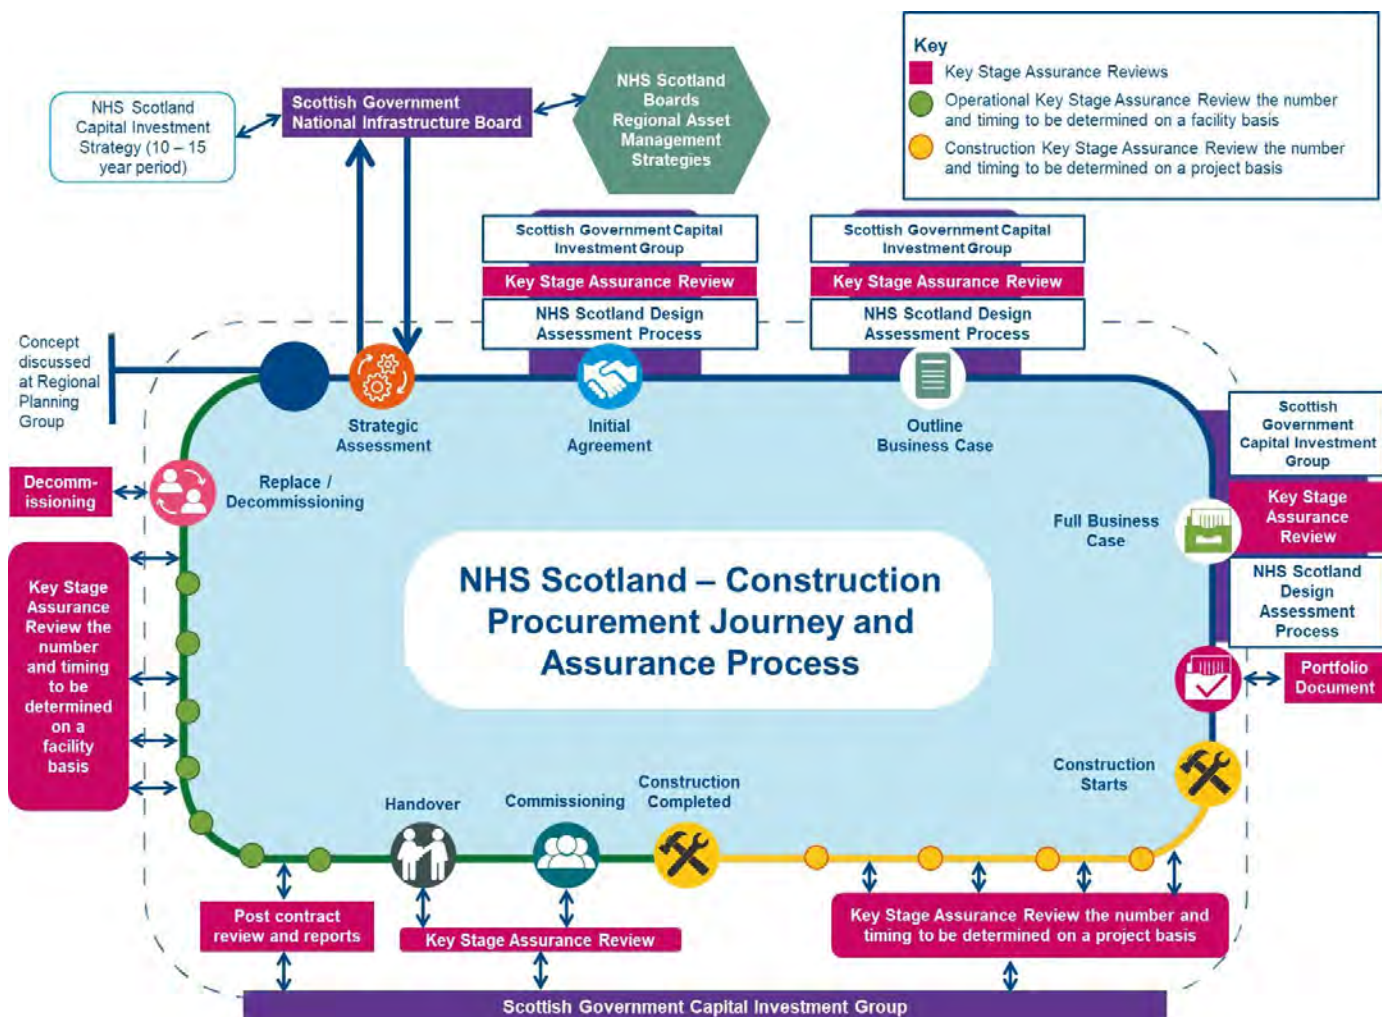 Key
Key Stage Assurance Reviews
Operational Key Stage Assurance Review the number
and timing to be determined on a facility basis
Construction Key Stage Assurance Review the number
and timing to be determined on a project basis
NHS Scotland
Capital Investment
Strategy (10 – 15
year period)
Scottish Government
National Infrastructure Board
NHS Scotland
Boards
Regional Asset
Management
Strategies
Scottish Government Capital
Investment Group
Key Stage Assurance Review
NHS Scotland Design
Assessment Process
Scottish Government Capital
Investment Group
Key Stage Assurance Review
NHS Scotland Design
Assessment Process
Concept
discussed
at Regional
Planning
Group
Strategic
Assessment
Initial
Agreement
Outline
Business Case
Scottish
Government
Capital Investment
Group
Key Stage
Assurance
Review
NHS Scotland
Design
Assessment
Process
Full Business
Case
Portfolio
Document
Construction
Starts
Decomm-
issioning
Replace /
Decommissioning
NHS Scotland – Construction
Procurement Journey and
Assurance Process
Key Stage
Assurance
Review the
number
and timing
to be
determined
on a
facility
basis
Handover
Commissioning
Construction
Completed
Post contract
review and reports
Key Stage Assurance Review
Key Stage Assurance Review the number and
timing to be determined on a project basis
Scottish Government Capital Investment Group